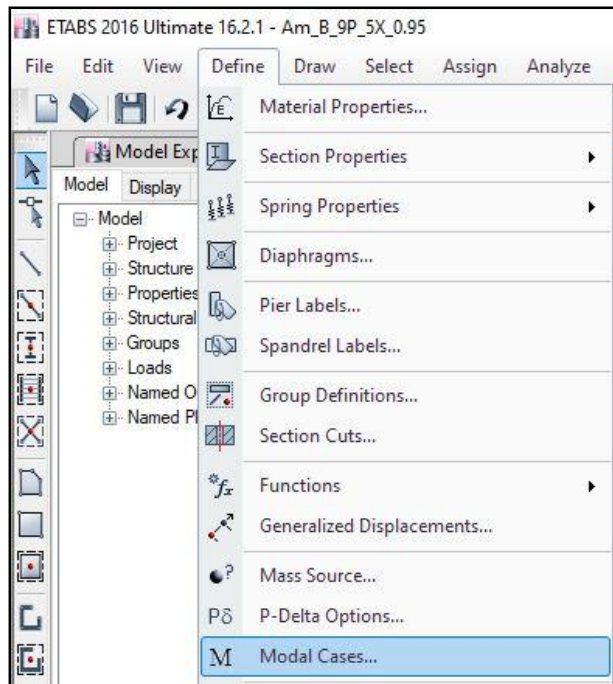 ETABS 2016 Ultimate 16.2.1 - Am_B_9P_5X_0.95
File Edit View Define Draw Select Assign Analyze
Model Exp
Model Display
Model
Project
Structure
Properties
Structural
Groups
Loads
Named O
Named Pl
Material Properties...
Section Properties
Spring Properties
Diaphragms...
Pier Labels...
Spandrel Labels...
Group Definitions...
Section Cuts...
Functions
Generalized Displacements...
Mass Source...
Pδ P-Delta Options...
M Modal Cases...